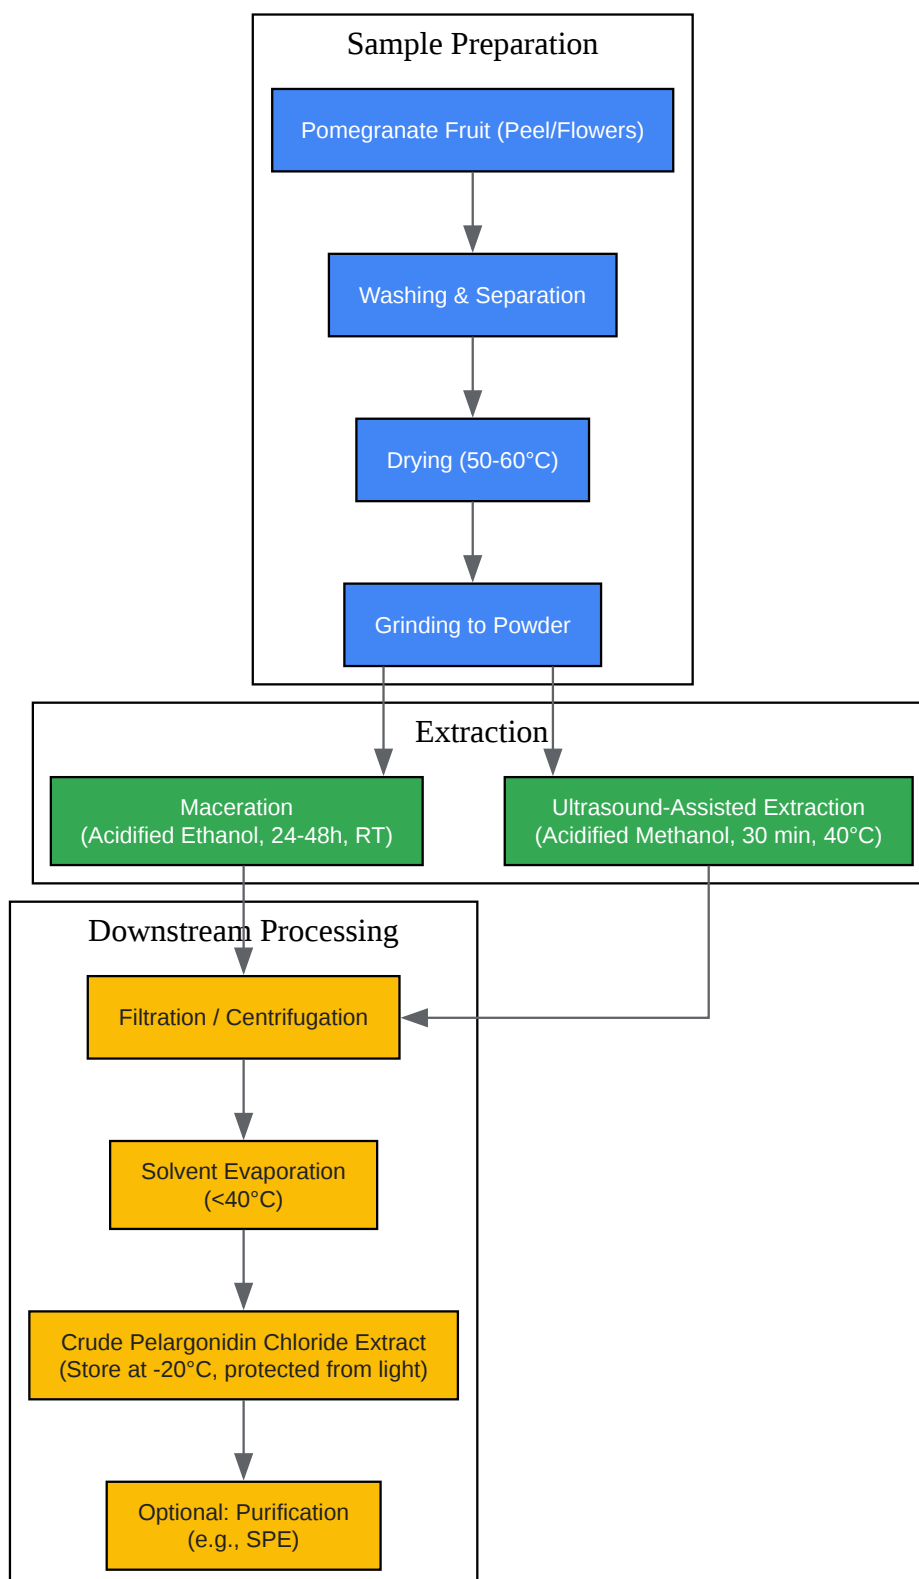 Sample Preparation
Pomegranate Fruit (Peel/Flowers)
Washing & Separation
Drying (50-60°C)
Grinding to Powder
Extraction
Maceration
(Acidified Ethanol, 24-48h, RT)
Ultrasound-Assisted Extraction
(Acidified Methanol, 30 min, 40°C)
Downstream Processing
Filtration / Centrifugation
Solvent Evaporation
(<40°C)
Crude Pelargonidin Chloride Extract
(Store at -20°C, protected from light)
Optional: Purification
(e.g., SPE)